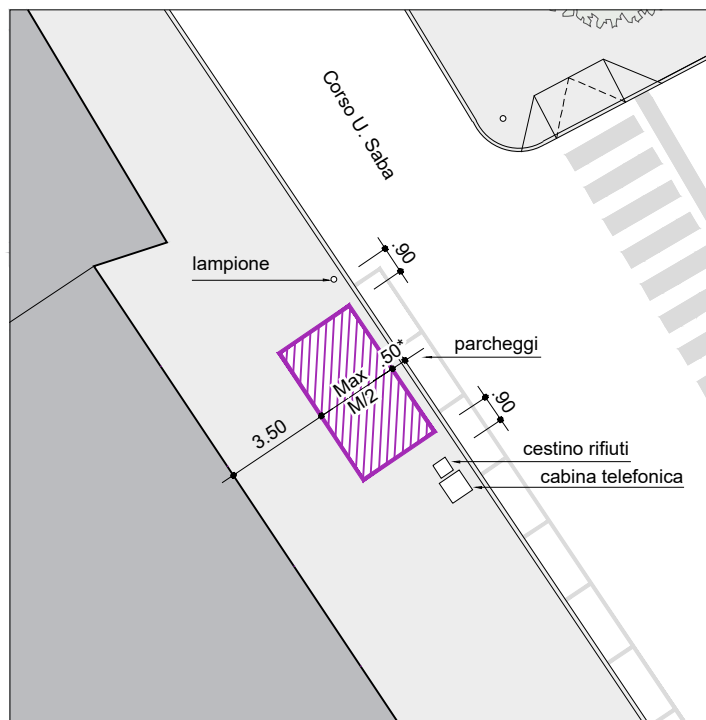 Corso U. Saba
.90
lampione
.50*
parcheggi
Max
M/2
.90
3.50
cestino rifiuti
cabina telefonica